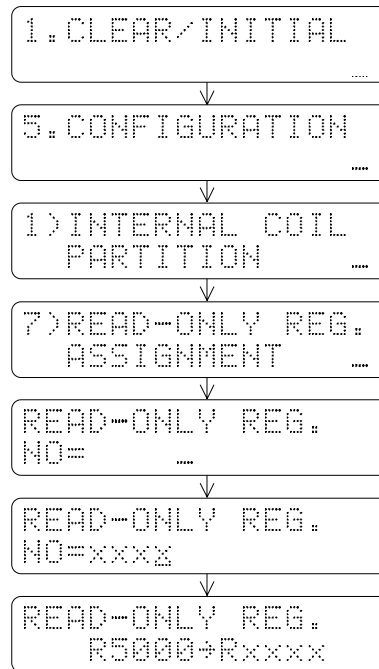 1.CLEAR/INITIAL
5.CONFIGURATION
1)INTERNAL COIL
PARTITION
7)READ-ONLY REG.
ASSIGNMENT
READ-ONLY REG.
NO=
READ-ONLY REG.
NO=xxxx
READ-ONLY REG.
R5000→Rxxxx